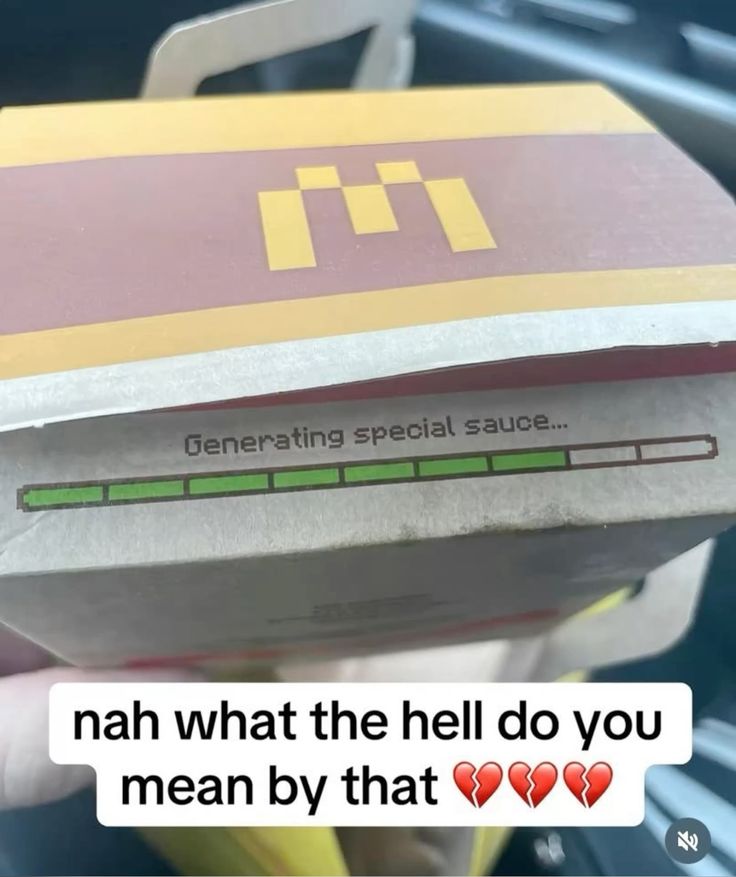 Generating special sauce...
nah what the hell do you
mean by that 💔💔💔